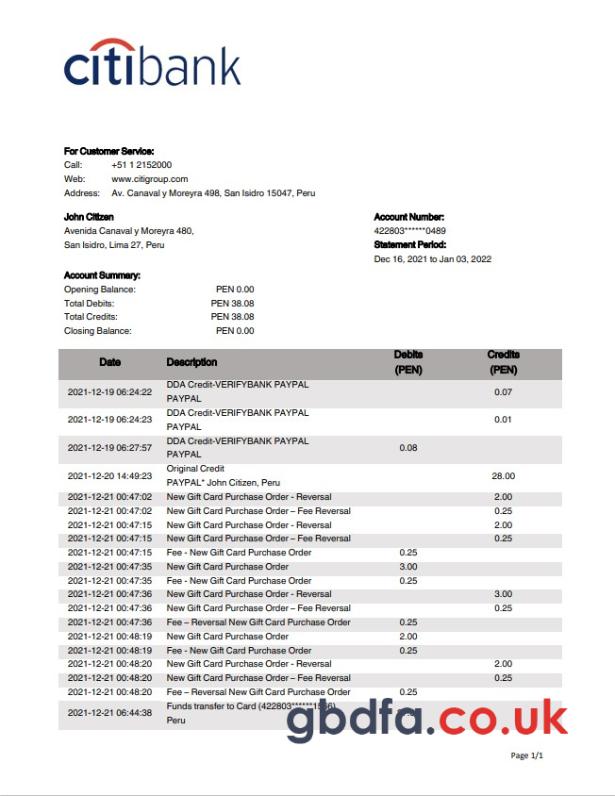 citibank
For Customer Service:
Call: +51 1 2152000
Web: www.citigroup.com
Address: Av. Canaval y Moreyra 498, San Isidro 15047, Peru
John Citizen
Avenida Canaval y Moreyra 480,
San Isidro, Lima 27, Peru
Account Number:
422803******0489
Statement Period:
Dec 16, 2021 to Jan 03, 2022
Account Summary:
Opening Balance: PEN 0.00
Total Debits: PEN 38.08
Total Credits: PEN 38.08
Closing Balance: PEN 0.00
Date Description Debits (PEN) Credits (PEN)
2021-12-19 06:24:22 DDA Credit-VERIFYBANK PAYPAL PAYPAL 0.07
2021-12-19 06:24:23 DDA Credit-VERIFYBANK PAYPAL PAYPAL 0.01
2021-12-19 06:27:57 DDA Credit-VERIFYBANK PAYPAL PAYPAL 0.08
2021-12-20 14:49:23 Original Credit PAYPAL* John Citizen, Peru 28.00
2021-12-21 00:47:02 New Gift Card Purchase Order - Reversal 2.00
2021-12-21 00:47:02 New Gift Card Purchase Order – Fee Reversal 0.25
2021-12-21 00:47:15 New Gift Card Purchase Order - Reversal 2.00
2021-12-21 00:47:15 New Gift Card Purchase Order – Fee Reversal 0.25
2021-12-21 00:47:15 Fee - New Gift Card Purchase Order 0.25
2021-12-21 00:47:35 New Gift Card Purchase Order 3.00
2021-12-21 00:47:35 Fee - New Gift Card Purchase Order 0.25
2021-12-21 00:47:36 New Gift Card Purchase Order - Reversal 3.00
2021-12-21 00:47:36 New Gift Card Purchase Order – Fee Reversal 0.25
2021-12-21 00:47:36 Fee – Reversal New Gift Card Purchase Order 0.25
2021-12-21 00:48:19 New Gift Card Purchase Order 2.00
2021-12-21 00:48:19 Fee - New Gift Card Purchase Order 0.25
2021-12-21 00:48:20 New Gift Card Purchase Order - Reversal 2.00
2021-12-21 00:48:20 New Gift Card Purchase Order – Fee Reversal 0.25
2021-12-21 00:48:20 Fee – Reversal New Gift Card Purchase Order 0.25
2021-12-21 06:44:38 Funds transfer to Card Peru
gbdfa.co.uk
Page 1/1